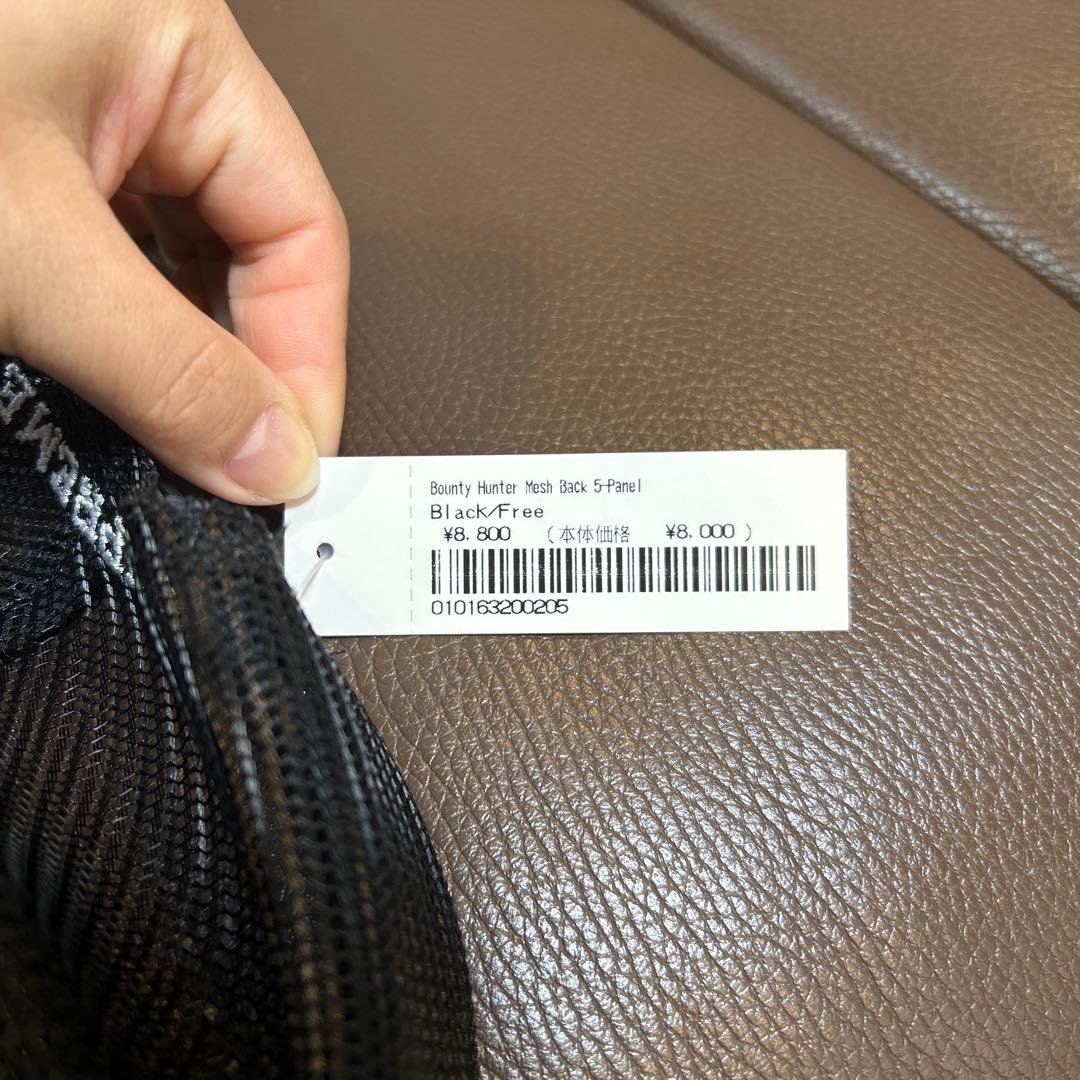 Bounty Hunter Mesh Back 5-Panel
Black/Free
¥8,800 (本体価格 ¥8,000)
010163200205